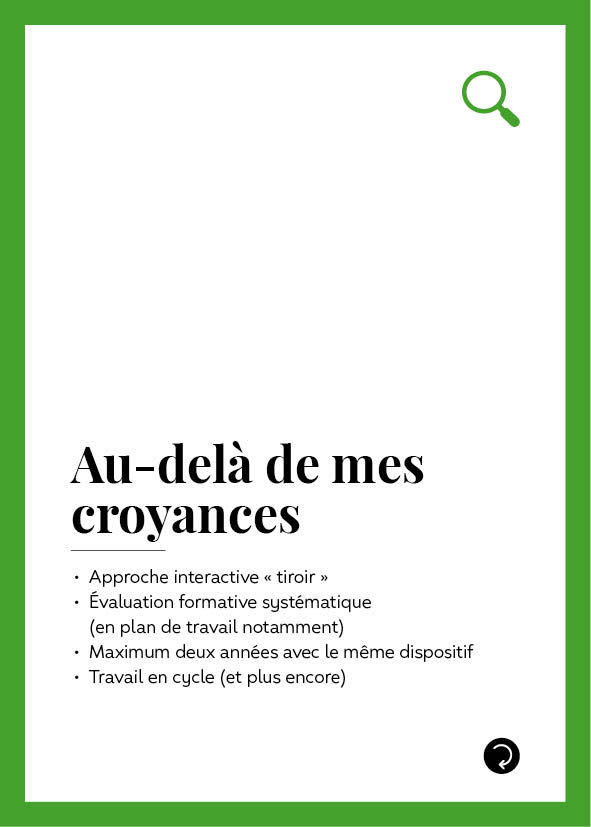 Au-delà de mes
croyances
• Approche interactive « tiroir »
• Évaluation formative systématique
(en plan de travail notamment)
• Maximum deux années avec le même dispositif
• Travail en cycle (et plus encore)